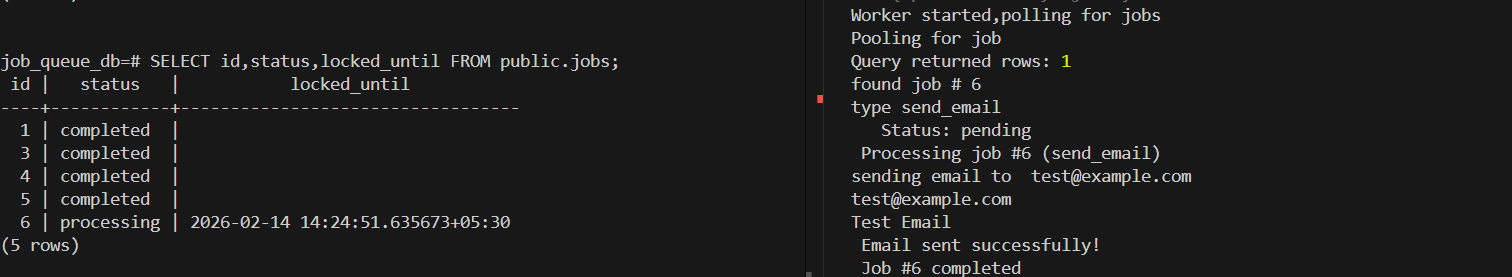 job_queue_db=# SELECT id,status,locked_until FROM public.jobs;
 id |   status   |           locked_until
----+------------+----------------------------------
  1 | completed  |
  3 | completed  |
  4 | completed  |
  5 | completed  |
  6 | processing | 2026-02-14 14:24:51.635673+05:30
(5 rows)
Worker started,polling for jobs
Pooling for job
Query returned rows: 1
found job # 6
type send_email
   Status: pending
 Processing job #6 (send_email)
sending email to  test@example.com
test@example.com
Test Email
 Email sent successfully!
 Job #6 completed